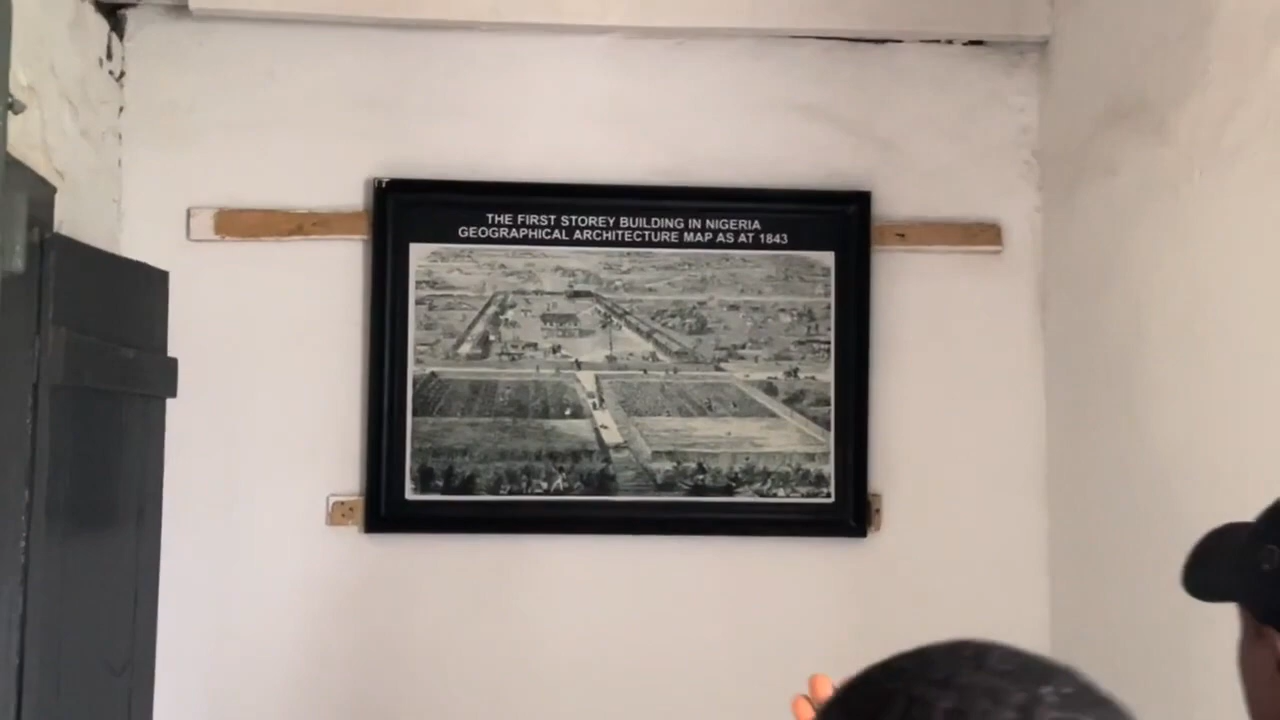 THE FIRST STOREY BUILDING IN NIGERIA
GEOGRAPHICAL ARCHITECTURE MAP AS AT 1843